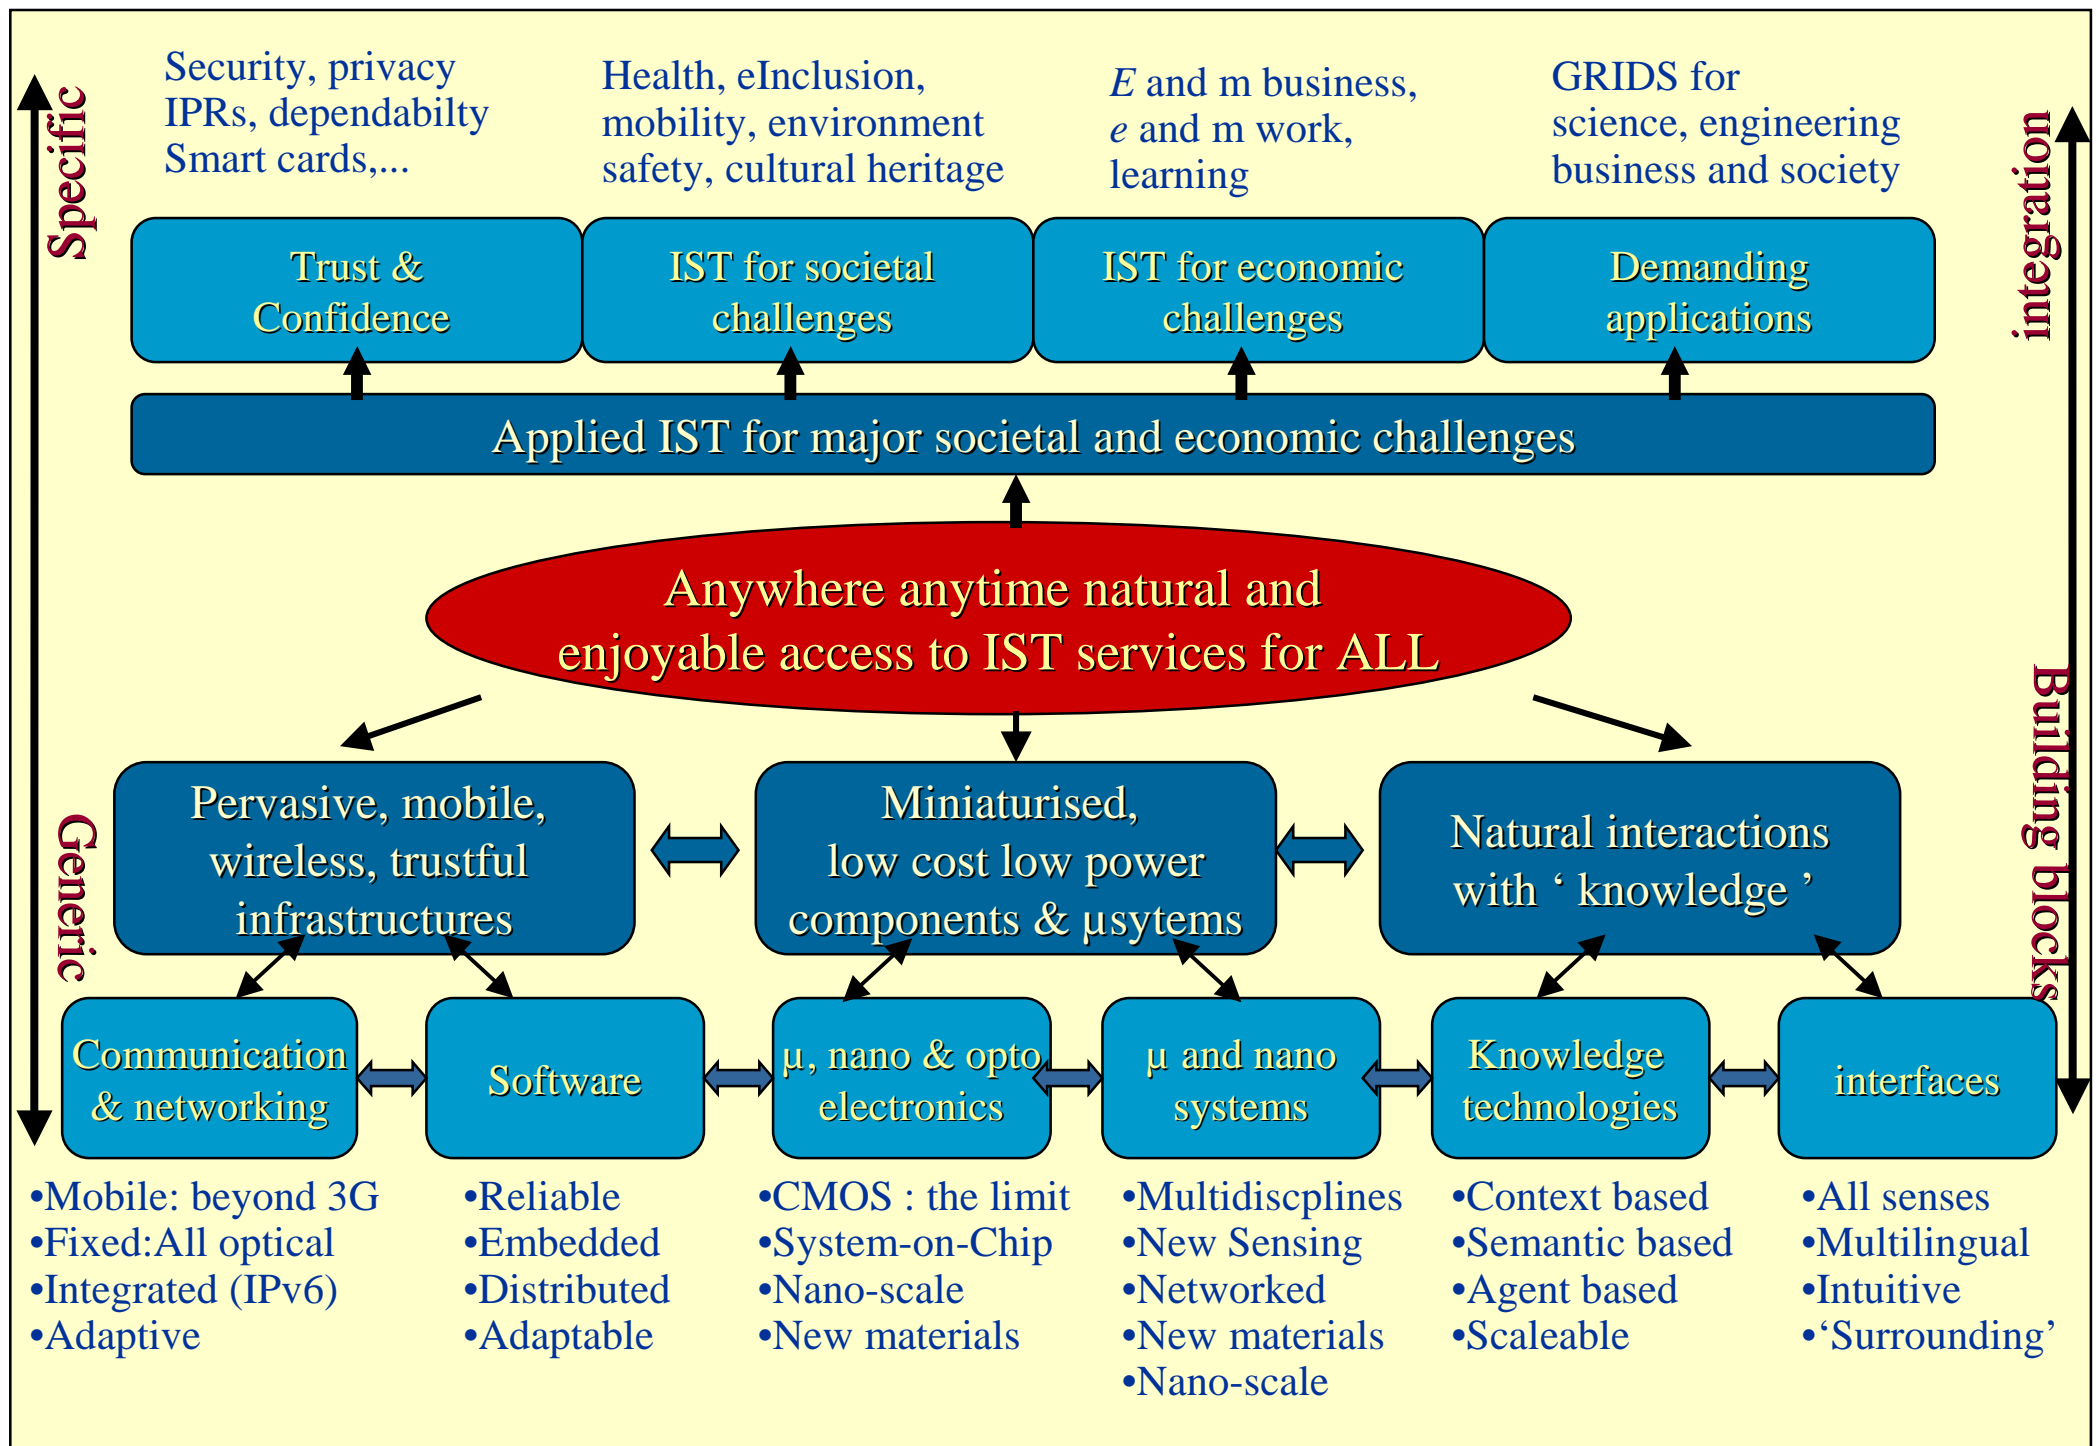 Specific
Security, privacy
IPRs, dependabilty
Smart cards,...
Health, eInclusion,
mobility, environment
safety, cultural heritage
E and m business,
e and m work,
learning
GRIDS for
science, engineering
business and society
integration
Trust &
Confidence
IST for societal
challenges
IST for economic
challenges
Demanding
applications
Applied IST for major societal and economic challenges
Anywhere anytime natural and
enjoyable access to IST services for ALL
Generic
Pervasive, mobile,
wireless, trustful
infrastructures
Miniaturised,
low cost low power
components & µsytems
Natural interactions
with ‘ knowledge ’
Building blocks
Communication
& networking
Software
µ, nano & opto
electronics
µ and nano
systems
Knowledge
technologies
interfaces
•Mobile: beyond 3G
•Fixed:All optical
•Integrated (IPv6)
•Adaptive
•Reliable
•Embedded
•Distributed
•Adaptable
•CMOS : the limit
•System-on-Chip
•Nano-scale
•New materials
•Multidiscplines
•New Sensing
•Networked
•New materials
•Nano-scale
•Context based
•Semantic based
•Agent based
•Scaleable
•All senses
•Multilingual
•Intuitive
•‘Surrounding’